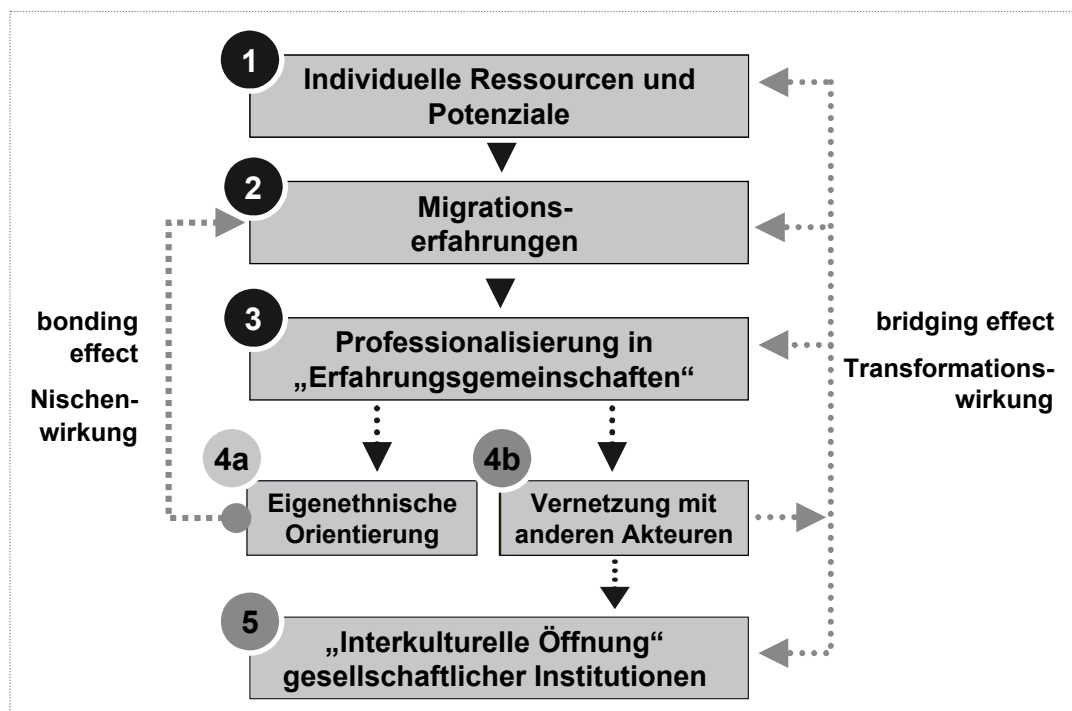 1
Individuelle Ressourcen und
Potenziale
2
Migrations-
erfahrungen
3
Professionalisierung in
„Erfahrungsgemeinschaften“
bonding
effect
Nischen-
wirkung
bridging effect
Transformations-
wirkung
4a
Eigenethnische
Orientierung
4b
Vernetzung mit
anderen Akteuren
5
„Interkulturelle Öffnung“
gesellschaftlicher Institutionen